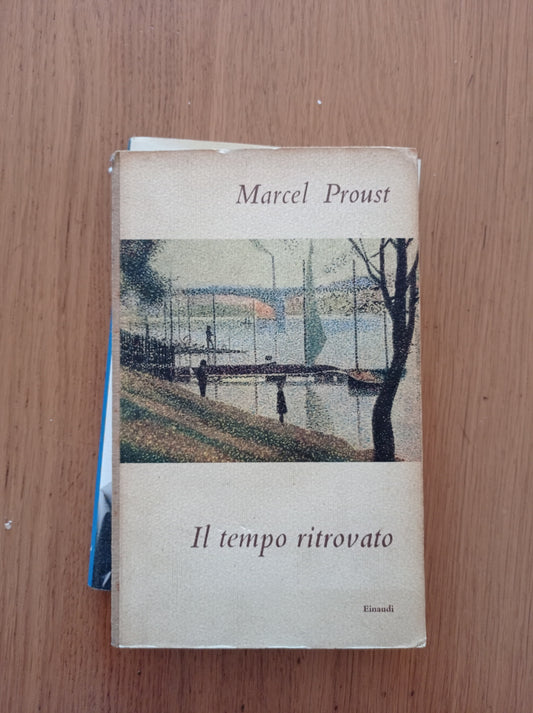 Marcel Proust
Il tempo ritrovato
Einaudi